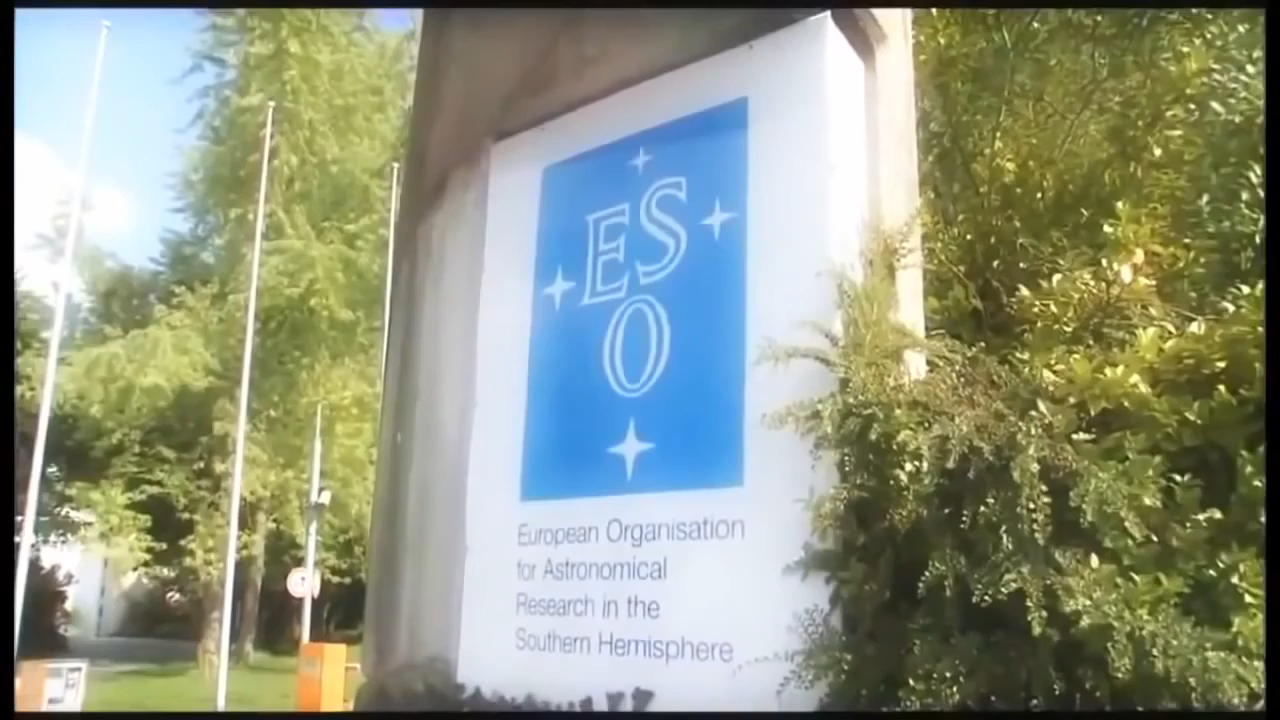 ES
O
European Organisation
for Astronomical
Research in the
Southern Hemisphere